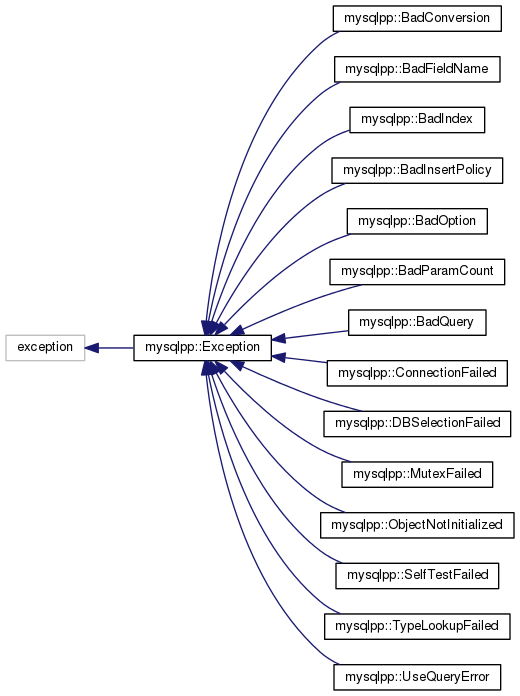 mysqlpp::BadConversion
mysqlpp::BadFieldName
mysqlpp::BadIndex
mysqlpp::BadInsertPolicy
mysqlpp::BadOption
mysqlpp::BadParamCount
mysqlpp::BadQuery
exception
mysqlpp::Exception
mysqlpp::ConnectionFailed
mysqlpp::DBSelectionFailed
mysqlpp::MutexFailed
mysqlpp::ObjectNotInitialized
mysqlpp::SelfTestFailed
mysqlpp::TypeLookupFailed
mysqlpp::UseQueryError